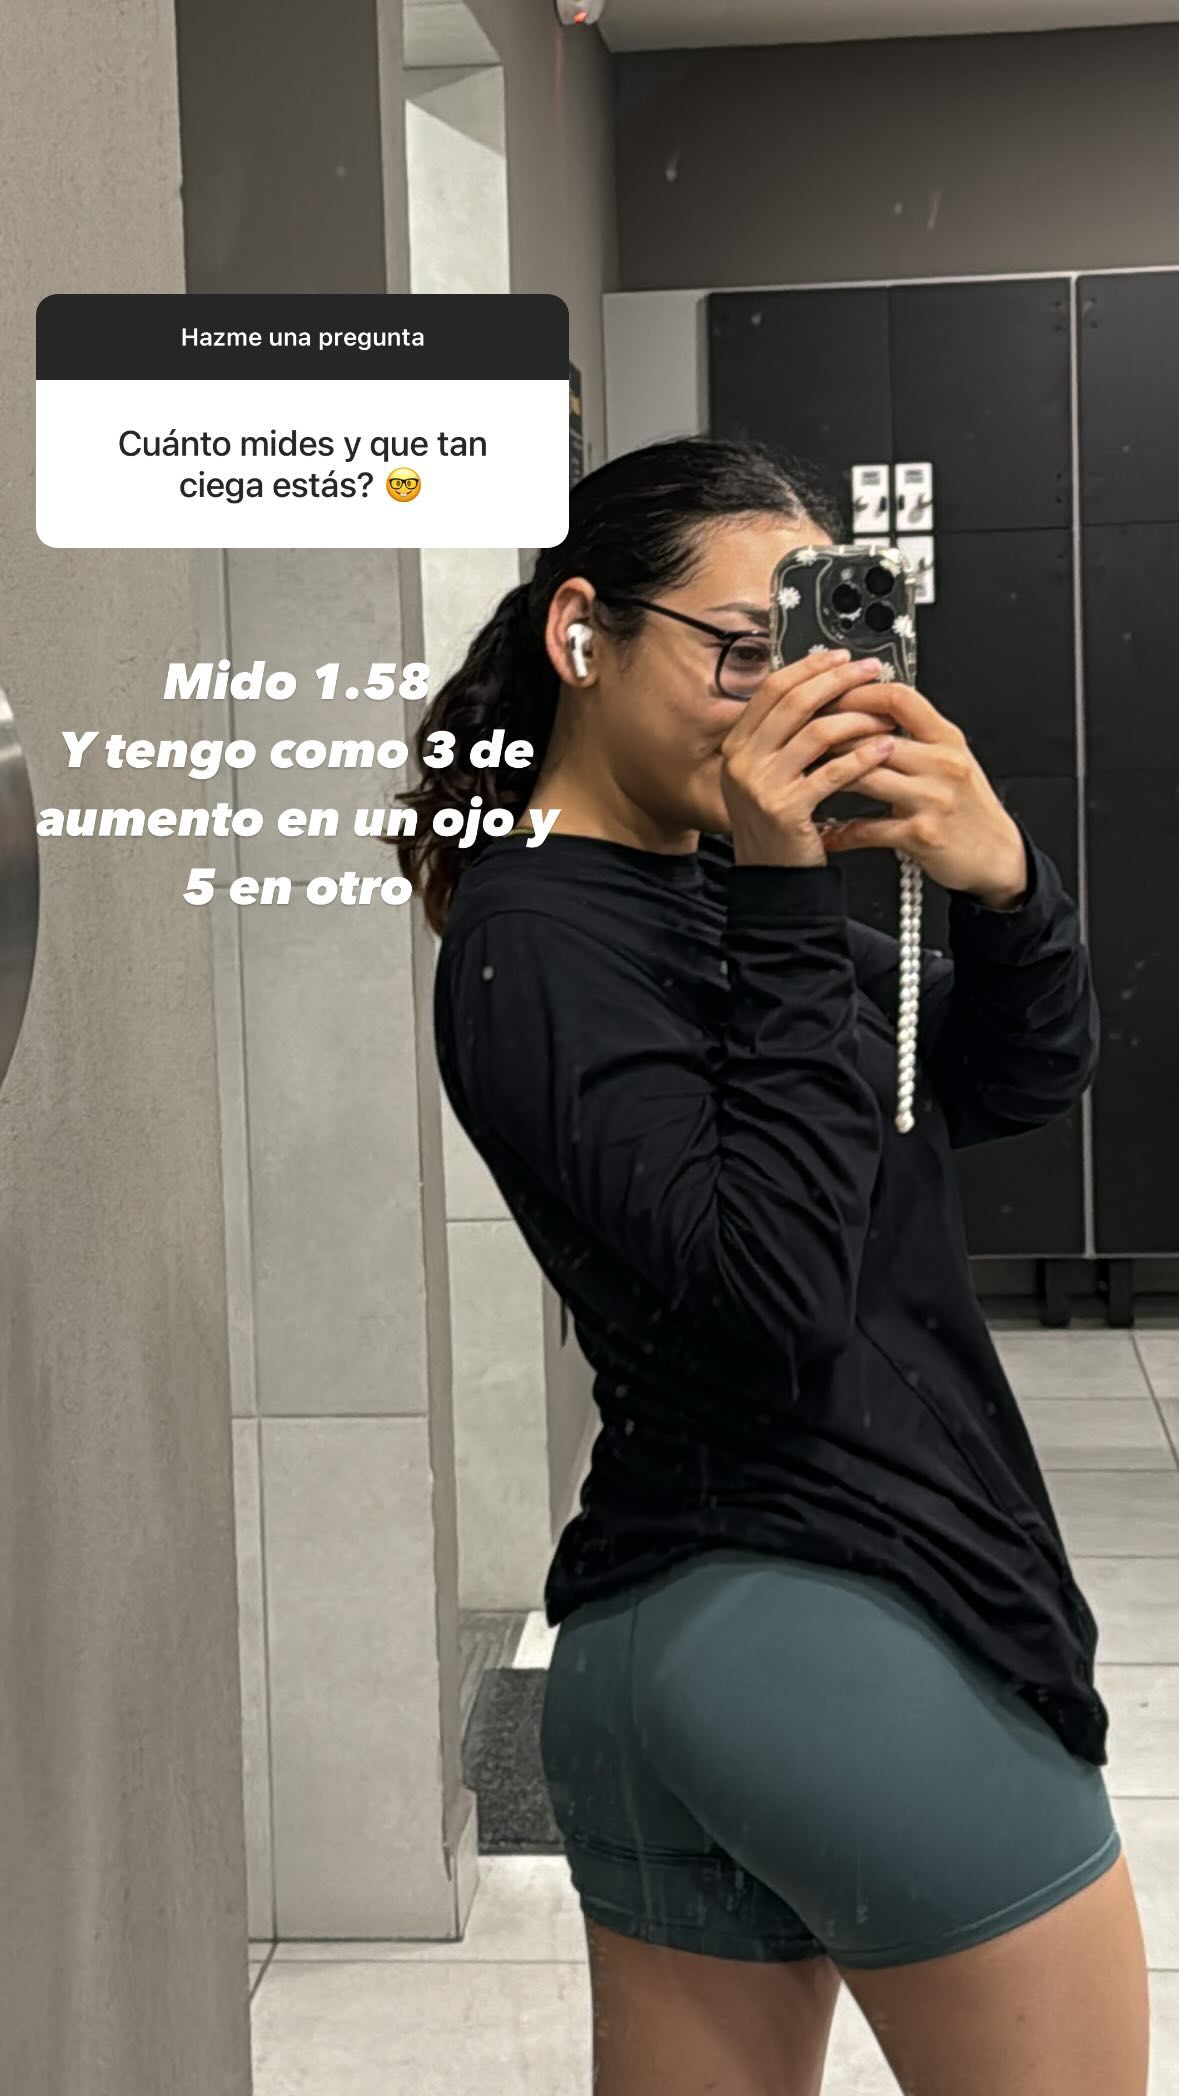 Hazme una pregunta
Cuánto mides y que tan
ciega estás? 🤓
Mido 1.58
Y tengo como 3 de
aumento en un ojo y
5 en otro